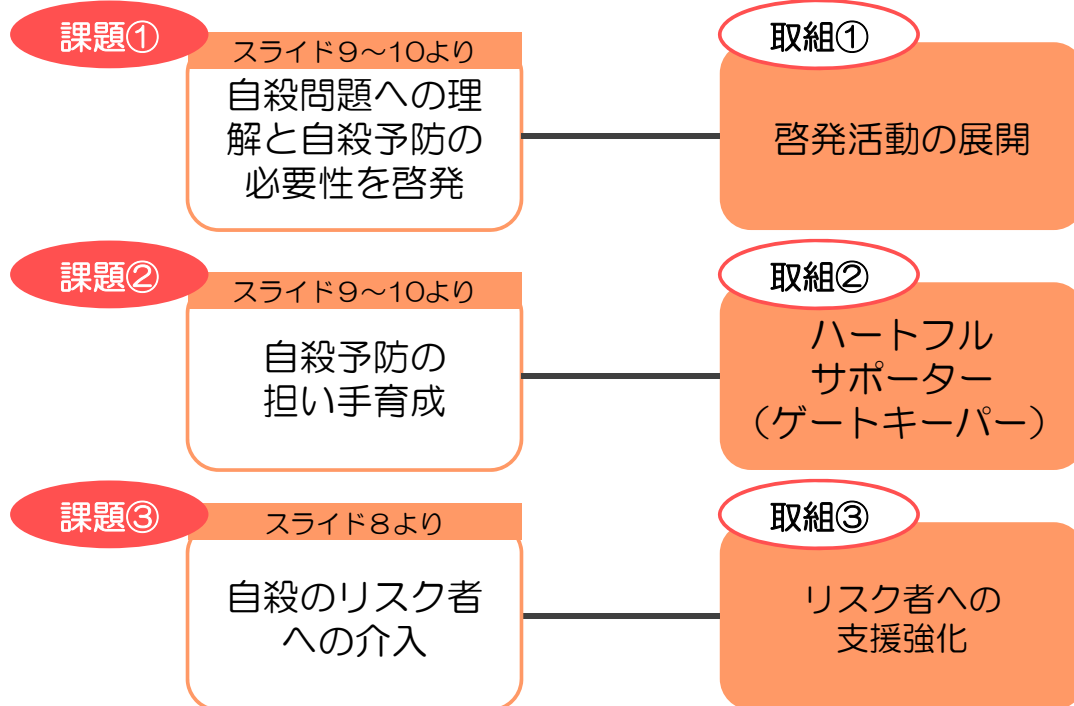 課題①
取組①
スライド9~10より
自殺問題への理
解と自殺予防の
必要性を啓発
啓発活動の展開
課題②
取組②
スライド9~10より
自殺予防の
担い手育成
ハートフル
サポーター
(ゲートキーパー)
課題③
取組③
スライド8より
自殺のリスク者
への介入
リスク者への
支援強化